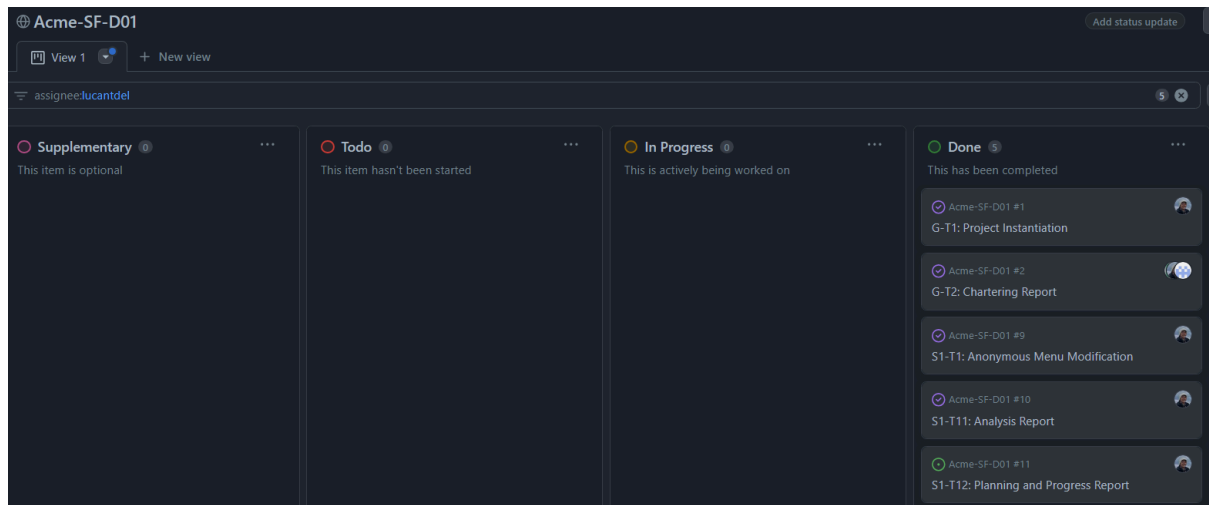 Acme-SF-D01
Add status update
View 1
New view
assignee:lucantdel
5
Supplementary 0
This item is optional
Todo 0
This item hasn't been started
In Progress 0
This is actively being worked on
Done 5
This has been completed
Acme-SF-D01 #1
G-T1: Project Instantiation
Acme-SF-D01 #2
G-T2: Chartering Report
Acme-SF-D01 #9
S1-T1: Anonymous Menu Modification
Acme-SF-D01 #10
S1-T11: Analysis Report
Acme-SF-D01 #11
S1-T12: Planning and Progress Report